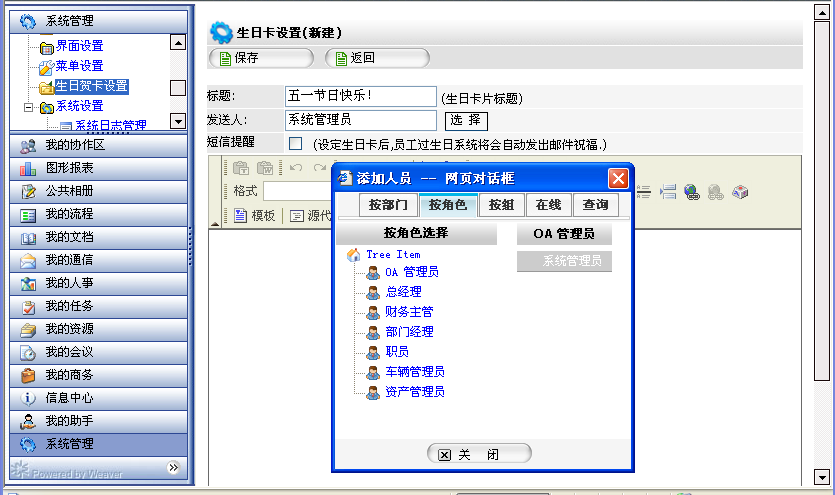 系统管理
界面设置
菜单设置
生日贺卡设置
系统设置
系统日志管理
我的协作区
图形报表
公共相册
我的流程
我的文档
我的通信
我的人事
我的任务
我的资源
我的会议
我的商务
信息中心
我的助手
系统管理
Powered by Weaver
生日卡设置(新建)
保存 返回
标题: 五一节日快乐! (生日卡片标题)
发送人: 系统管理员 选 择
短信提醒 (设定生日卡后,员工过生日系统将会自动发出邮件祝福.)
格式
模板 源代
添加人员 -- 网页对话框
按部门 按角色 按组 在线 查询
按角色选择 OA 管理员
Tree Item 系统管理员
OA 管理员
总经理
财务主管
部门经理
职员
车辆管理员
资产管理员
关 闭